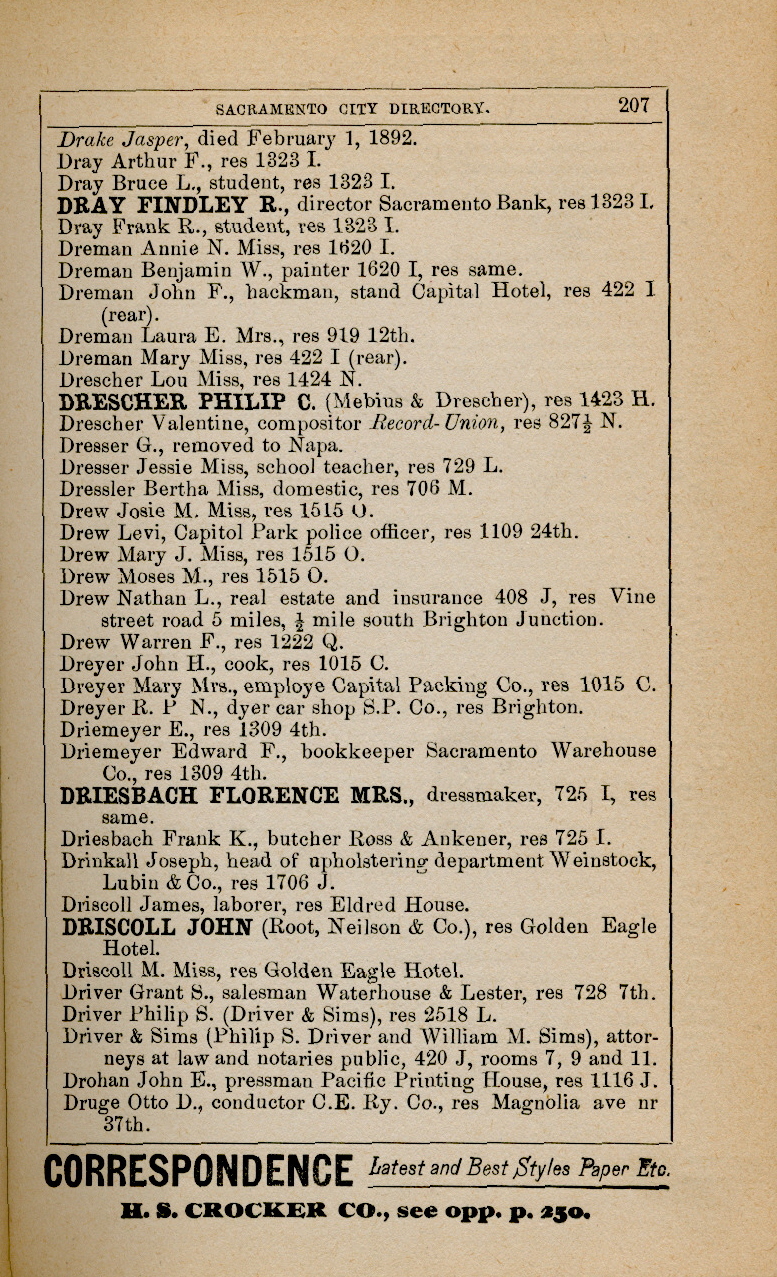 SACRAMENTO CITY DIRECTORY. 207
Drake Jasper, died February 1, 1892.
Dray Arthur F., res 1323 I.
Dray Bruce L., student, res 1323 I.
DRAY FINDLEY R., director Sacramento Bank, res 1323 I.
Dray Frank R., student, res 1323 I.
Dreman Annie N. Miss, res 1620 I.
Dreman Benjamin W., painter 1620 I, res same.
Dreman John F., hackman, stand Capital Hotel, res 422 I
(rear).
Dreman Laura E. Mrs., res 919 12th.
Dreman Mary Miss, res 422 I (rear).
Drescher Lou Miss, res 1424 N.
DRESCHER PHILIP C. (Mebius & Drescher), res 1423 H.
Drescher Valentine, compositor Record-Union, res 827½ N.
Dresser G., removed to Napa.
Dresser Jessie Miss, school teacher, res 729 L.
Dressler Bertha Miss, domestic, res 706 M.
Drew Josie M. Miss, res 1515 O.
Drew Levi, Capitol Park police officer, res 1109 24th.
Drew Mary J. Miss, res 1515 O.
Drew Moses M., res 1515 O.
Drew Nathan L., real estate and insurance 408 J, res Vine
street road 5 miles, ½ mile south Brighton Junction.
Drew Warren F., res 1222 Q.
Dreyer John H., cook, res 1015 C.
Dreyer Mary Mrs., employe Capital Packing Co., res 1015 C.
Dreyer R. P N., dyer car shop S.P. Co., res Brighton.
Driemeyer E., res 1309 4th.
Driemeyer Edward F., bookkeeper Sacramento Warehouse
Co., res 1309 4th.
DRIESBACH FLORENCE MRS., dressmaker, 725 I, res
same.
Driesbach Frank K., butcher Ross & Ankener, res 725 I.
Drinkall Joseph, head of upholstering department Weinstock,
Lubin & Co., res 1706 J.
Driscoll James, laborer, res Eldred House.
DRISCOLL JOHN (Root, Neilson & Co.), res Golden Eagle
Hotel.
Driscoll M. Miss, res Golden Eagle Hotel.
Driver Grant S., salesman Waterhouse & Lester, res 728 7th.
Driver Philip S. (Driver & Sims), res 2518 L.
Driver & Sims (Philip S. Driver and William M. Sims), attor-
neys at law and notaries public, 420 J, rooms 7, 9 and 11.
Drohan John E., pressman Pacific Printing House, res 1116 J.
Druge Otto D., conductor C.E. Ry. Co., res Magnolia ave nr
37th.
CORRESPONDENCE Latest and Best Styles Paper Etc.
H. S. CROCKER CO., see opp. p. 250.